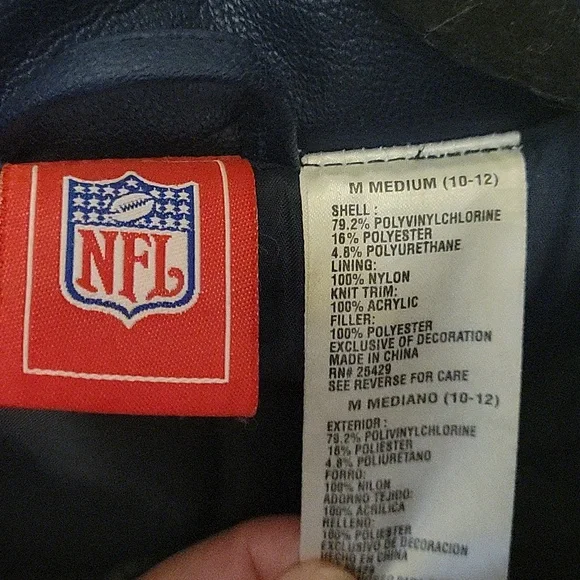 NFL
M MEDIUM (10-12)
SHELL :
79.2% POLYVINYLCHLORINE
16% POLYESTER
4.8% POLYURETHANE
LINING:
100% NYLON
KNIT TRIM:
100% ACRYLIC
FILLER:
100% POLYESTER
EXCLUSIVE OF DECORATION
MADE IN CHINA
RN# 25429
SEE REVERSE FOR CARE
M MEDIANO (10-12)
EXTERIOR :
79.2% POLIVINYLCHLORINE
16% POLIESTER
4.8% POLIURETANO
FORRO:
100% NILON
ADORNO TEJIDO:
100% ACRILICA
RELLENO:
100% POLIESTER
EXCLUSIVO DE DECORACION
HECHO EN CHINA